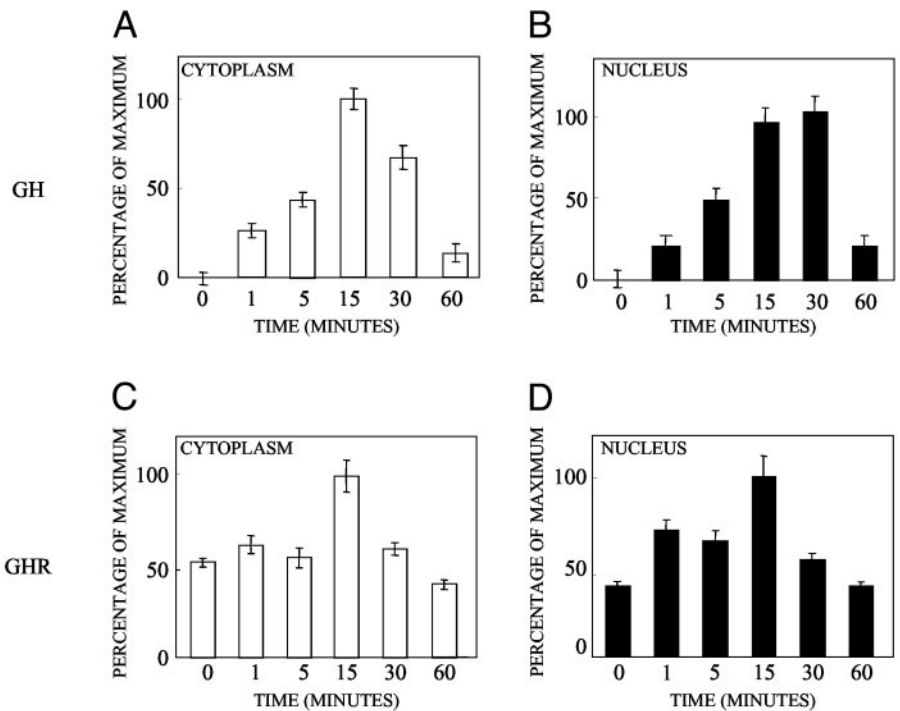 A
B
GH
PERCENTAGE OF MAXIMUM
CYTOPLASM
100
50
0
0 1 5 15 30 60
TIME (MINUTES)
PERCENTAGE OF MAXIMUM
NUCLEUS
100
50
0
0 1 5 15 30 60
TIME (MINUTES)
C
D
GHR
PERCENTAGE OF MAXIMUM
CYTOPLASM
100
50
0
0 1 5 15 30 60
TIME (MINUTES)
PERCENTAGE OF MAXIMUM
NUCLEUS
100
50
0
0 1 5 15 30 60
TIME (MINUTES)